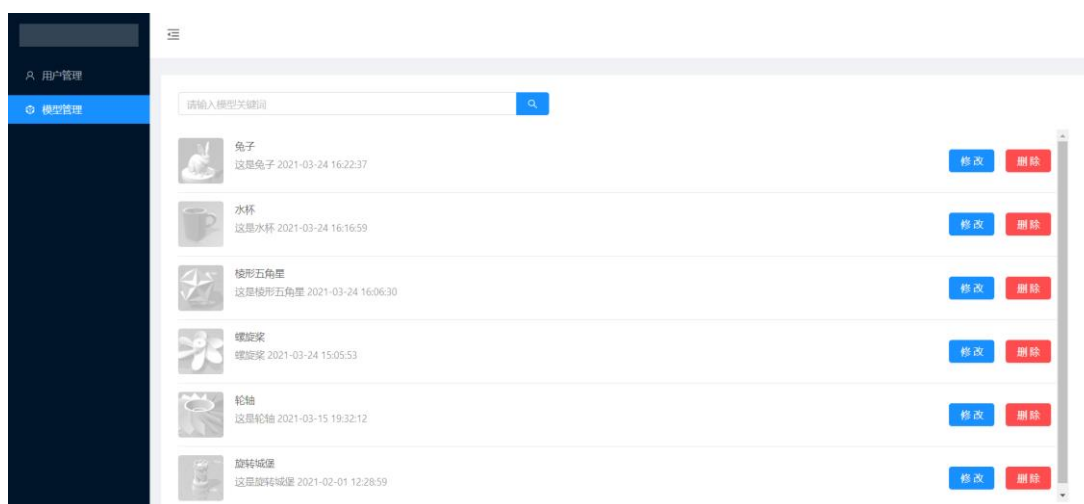 用户管理
模型管理
请输入模型关键词
兔子
这是兔子 2021-03-24 16:22:37
修 改
删 除
水杯
这是水杯 2021-03-24 16:16:59
修 改
删 除
棱形五角星
这是棱形五角星 2021-03-24 16:06:30
修 改
删 除
螺旋桨
螺旋桨 2021-03-24 15:05:53
修 改
删 除
轮轴
这是轮轴 2021-03-15 19:32:12
修 改
删 除
旋转城堡
这是旋转城堡 2021-02-01 12:28:59
修 改
删 除